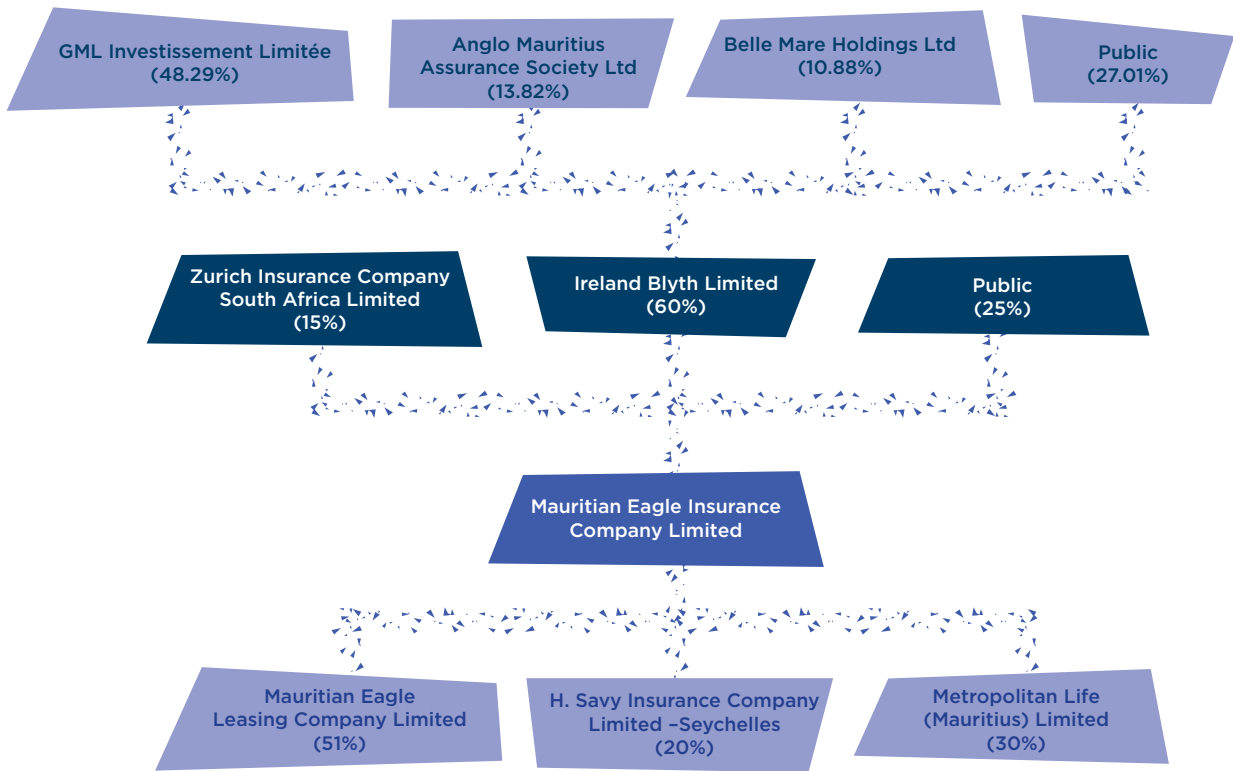 GML Investissement Limitée
(48.29%)
Anglo Mauritius
Assurance Society Ltd
(13.82%)
Belle Mare Holdings Ltd
(10.88%)
Public
(27.01%)
Zurich Insurance Company
South Africa Limited
(15%)
Ireland Blyth Limited
(60%)
Public
(25%)
Mauritian Eagle Insurance
Company Limited
Mauritian Eagle
Leasing Company Limited
(51%)
H. Savy Insurance Company
Limited –Seychelles
(20%)
Metropolitan Life
(Mauritius) Limited
(30%)